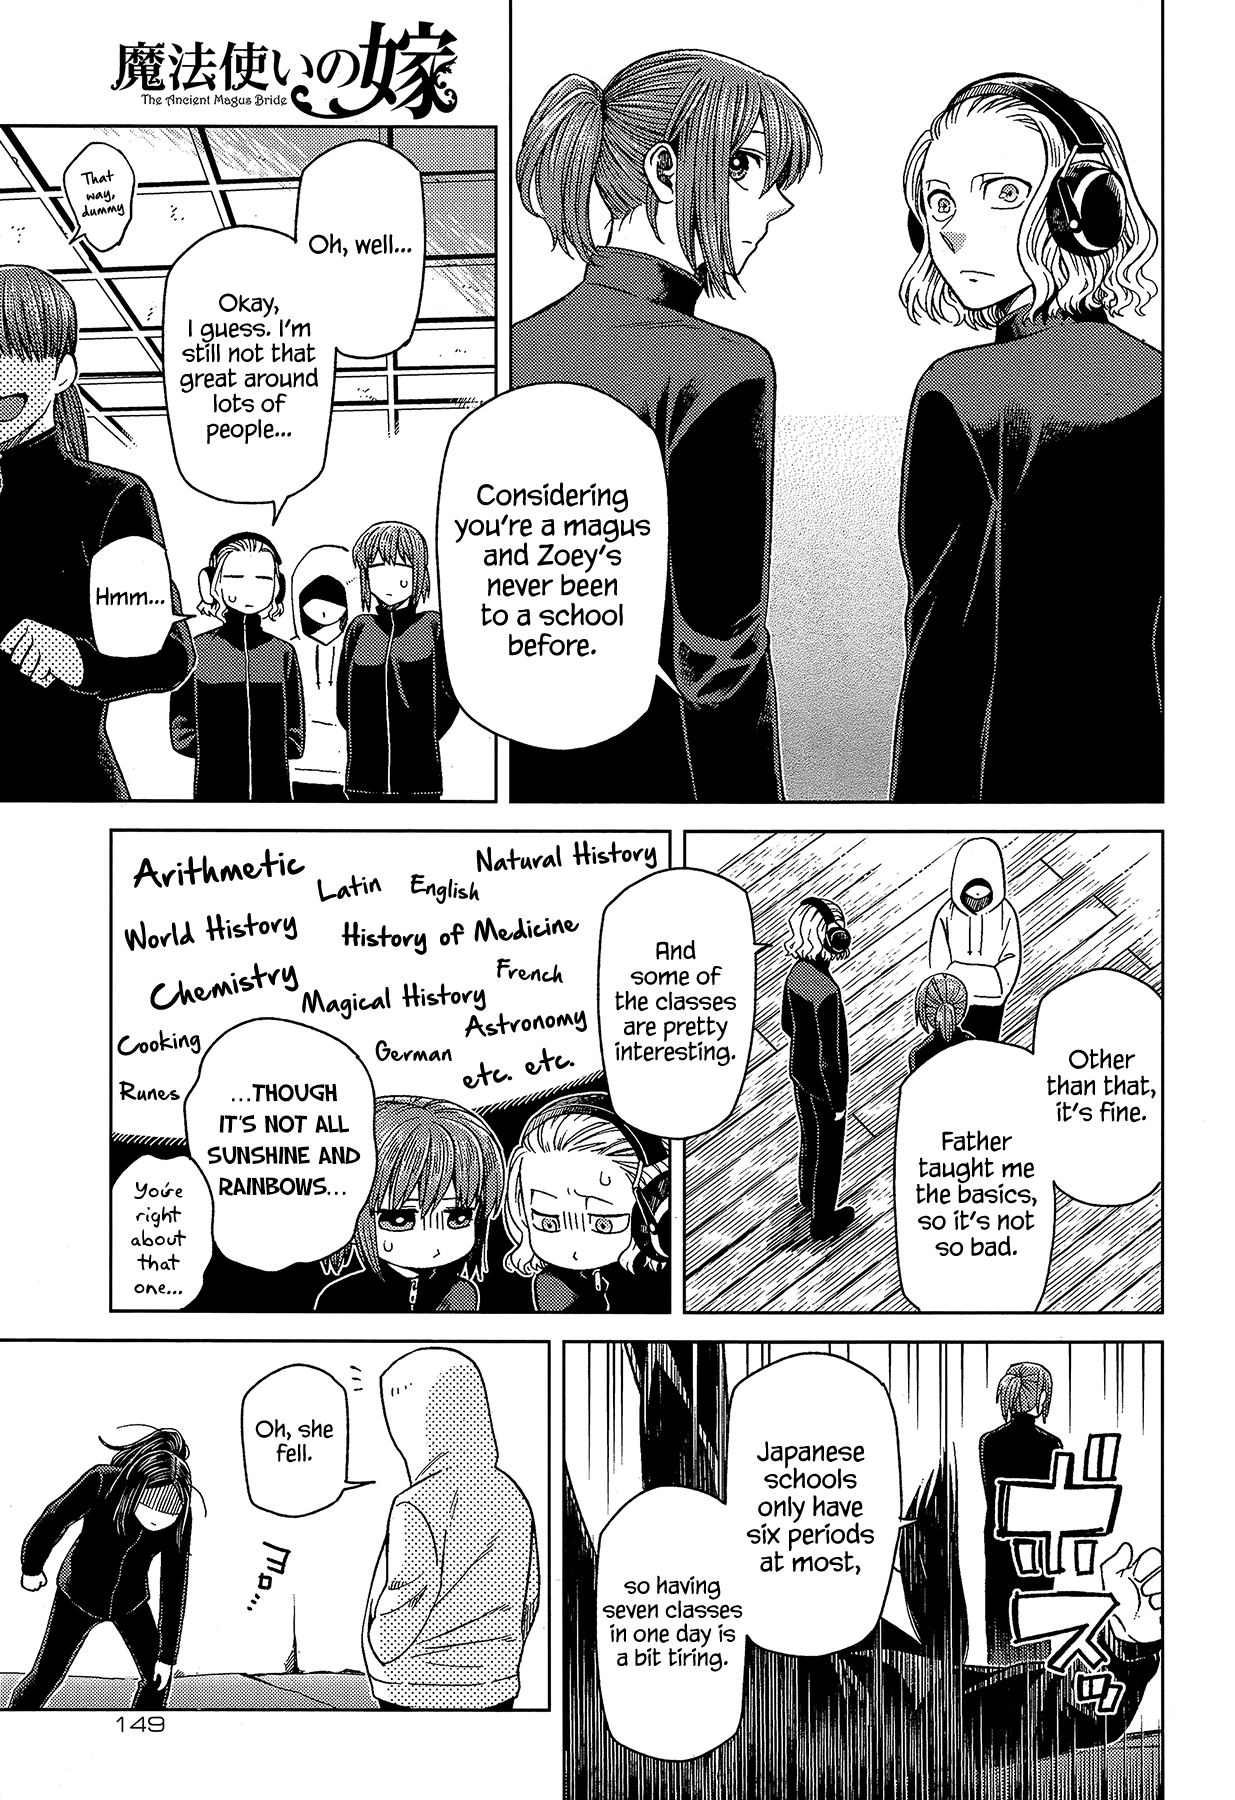 魔法使いの嫁
The Ancient Magus Bride
Considering
you're a magus
and Zoey's
never been
to a school
before.
Oh, well...
Okay,
I guess. I'm
still not that
great around
lots of
people...
That
way,
dummy
Hmm...
Other
than that,
it's fine.
Father
taught me
the basics,
so it's not
so bad.
And
some of
the classes
are pretty
interesting.
Natural History
Arithmetic
Latin
English
World History
History of Medicine
French
Chemistry
Magical History
Astronomy
Cooking
German
etc. etc.
Runes
...THOUGH
IT'S NOT ALL
SUNSHINE AND
RAINBOWS...
You're
right
about
that
one...
Japanese
schools
only have
six periods
at most,
so having
seven classes
in one day is
a bit tiring.
Oh, she
fell.
149